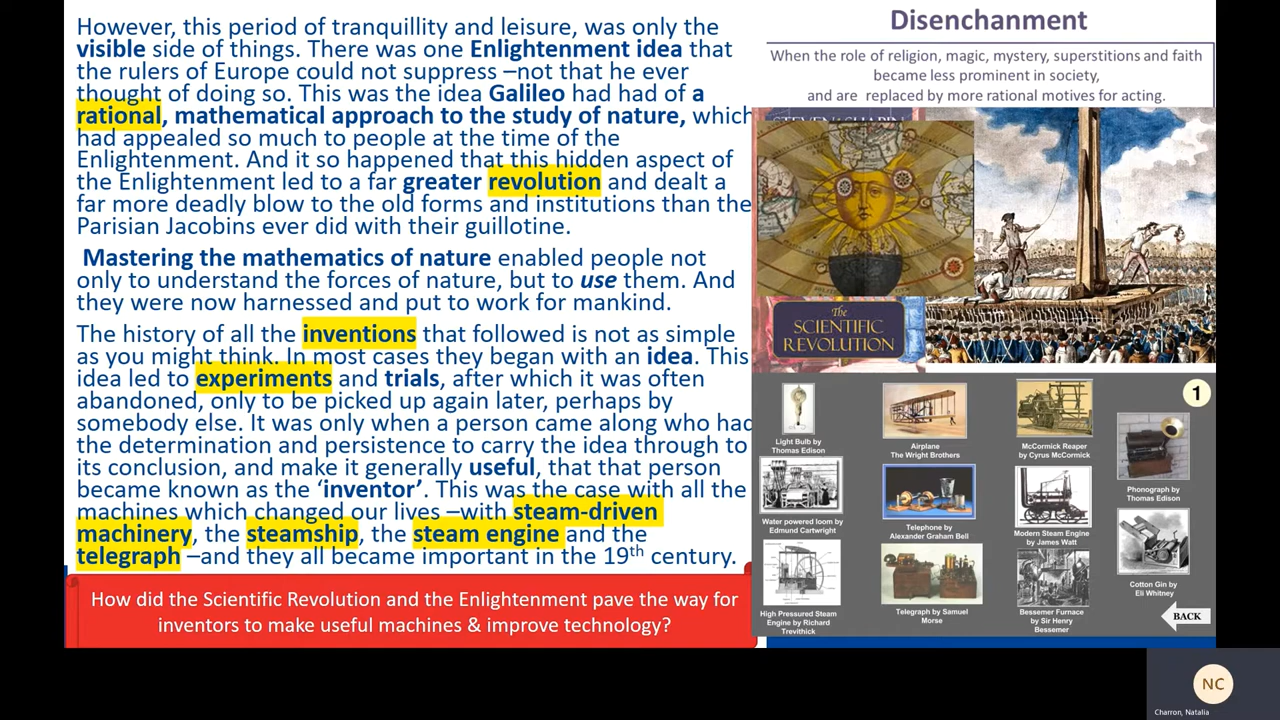 However, this period of tranquillity and leisure, was only the
visible side of things. There was one Enlightenment idea that
the rulers of Europe could not suppress –not that he ever
thought of doing so. This was the idea Galileo had had of a
rational, mathematical approach to the study of nature, which
had appealed so much to people at the time of the
Enlightenment. And it so happened that this hidden aspect of
the Enlightenment led to a far greater revolution and dealt a
far more deadly blow to the old forms and institutions than the
Parisian Jacobins ever did with their guillotine.
Mastering the mathematics of nature enabled people not
only to understand the forces of nature, but to use them. And
they were now harnessed and put to work for mankind.
The history of all the inventions that followed is not as simple
as you might think. In most cases they began with an idea. This
idea led to experiments and trials, after which it was often
abandoned, only to be picked up again later, perhaps by
somebody else. It was only when a person came along who had
the determination and persistence to carry the idea through to
its conclusion, and make it generally useful, that that person
became known as the ‘inventor’. This was the case with all the
machines which changed our lives –with steam-driven
machinery, the steamship, the steam engine and the
telegraph –and they all became important in the 19th century.
How did the Scientific Revolution and the Enlightenment pave the way for
inventors to make useful machines & improve technology?
Disenchanment
When the role of religion, magic, mystery, superstitions and faith
became less prominent in society,
and are replaced by more rational motives for acting.
STEVEN SHAPIN
The
SCIENTIFIC
REVOLUTION
1
Light Bulb by
Thomas Edison
Airplane
The Wright Brothers
McCormick Reaper
by Cyrus McCormick
Phonograph by
Thomas Edison
Water powered loom by
Edmund Cartwright
Telephone by
Alexander Graham Bell
Modern Steam Engine
by James Watt
Cotton Gin by
Eli Whitney
High Pressured Steam
Engine by Richard
Trevithick
Telegraph by Samuel
Morse
Bessemer Furnace
by Sir Henry
Bessemer
BACK
NC
Charron, Natalia